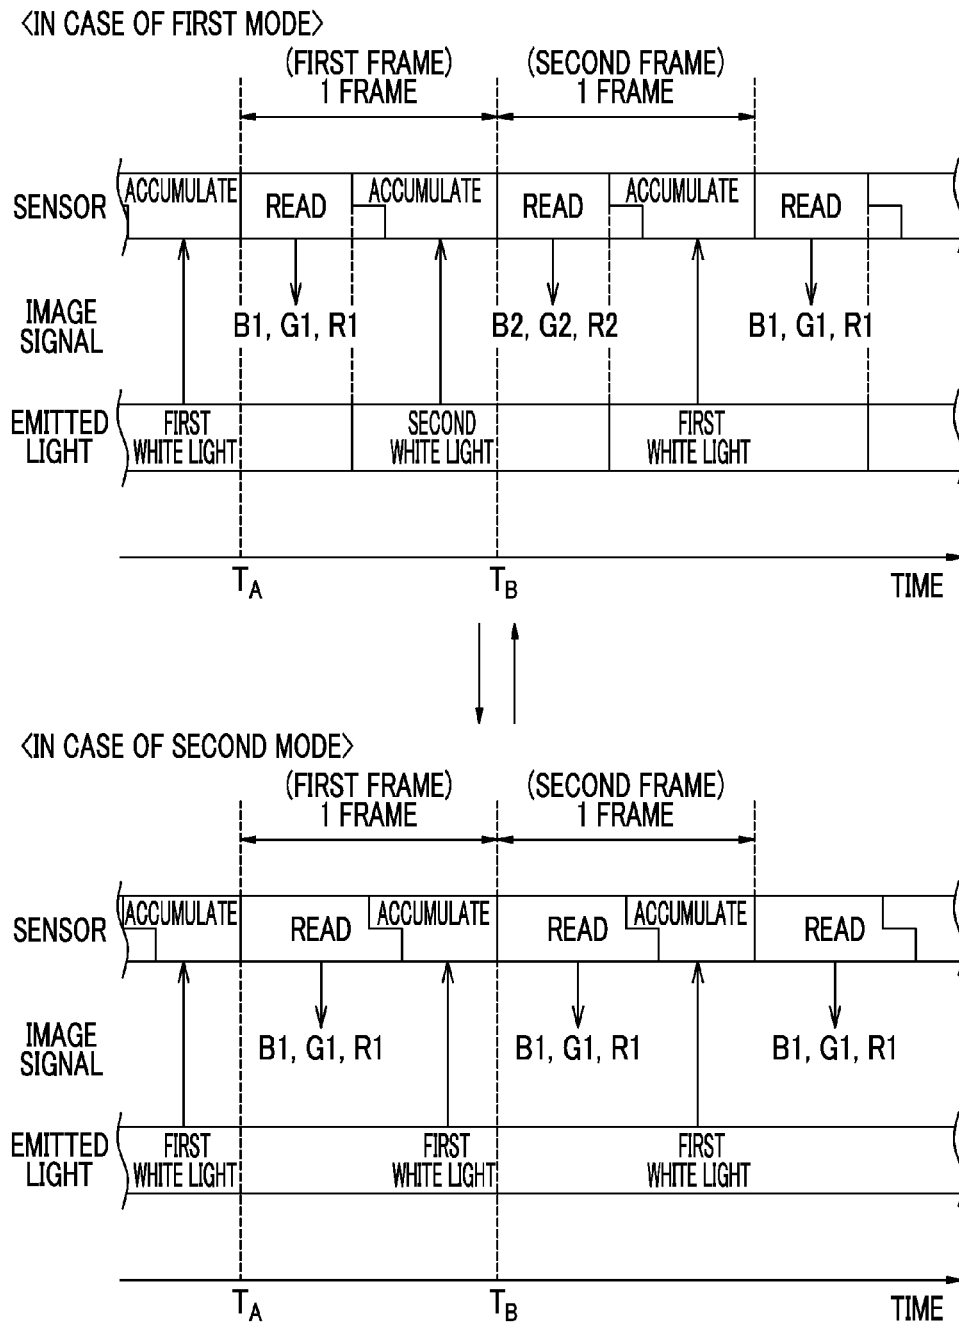 <IN CASE OF FIRST MODE>
(FIRST FRAME) (SECOND FRAME)
1 FRAME 1 FRAME
SENSOR ACCUMULATE READ ACCUMULATE READ ACCUMULATE READ
IMAGE SIGNAL B1, G1, R1 B2, G2, R2 B1, G1, R1
EMITTED LIGHT FIRST WHITE LIGHT SECOND WHITE LIGHT FIRST WHITE LIGHT
TA TB TIME
<IN CASE OF SECOND MODE>
(FIRST FRAME) (SECOND FRAME)
1 FRAME 1 FRAME
SENSOR ACCUMULATE READ ACCUMULATE READ ACCUMULATE READ
IMAGE SIGNAL B1, G1, R1 B1, G1, R1 B1, G1, R1
EMITTED LIGHT FIRST WHITE LIGHT FIRST WHITE LIGHT FIRST WHITE LIGHT
TA TB TIME